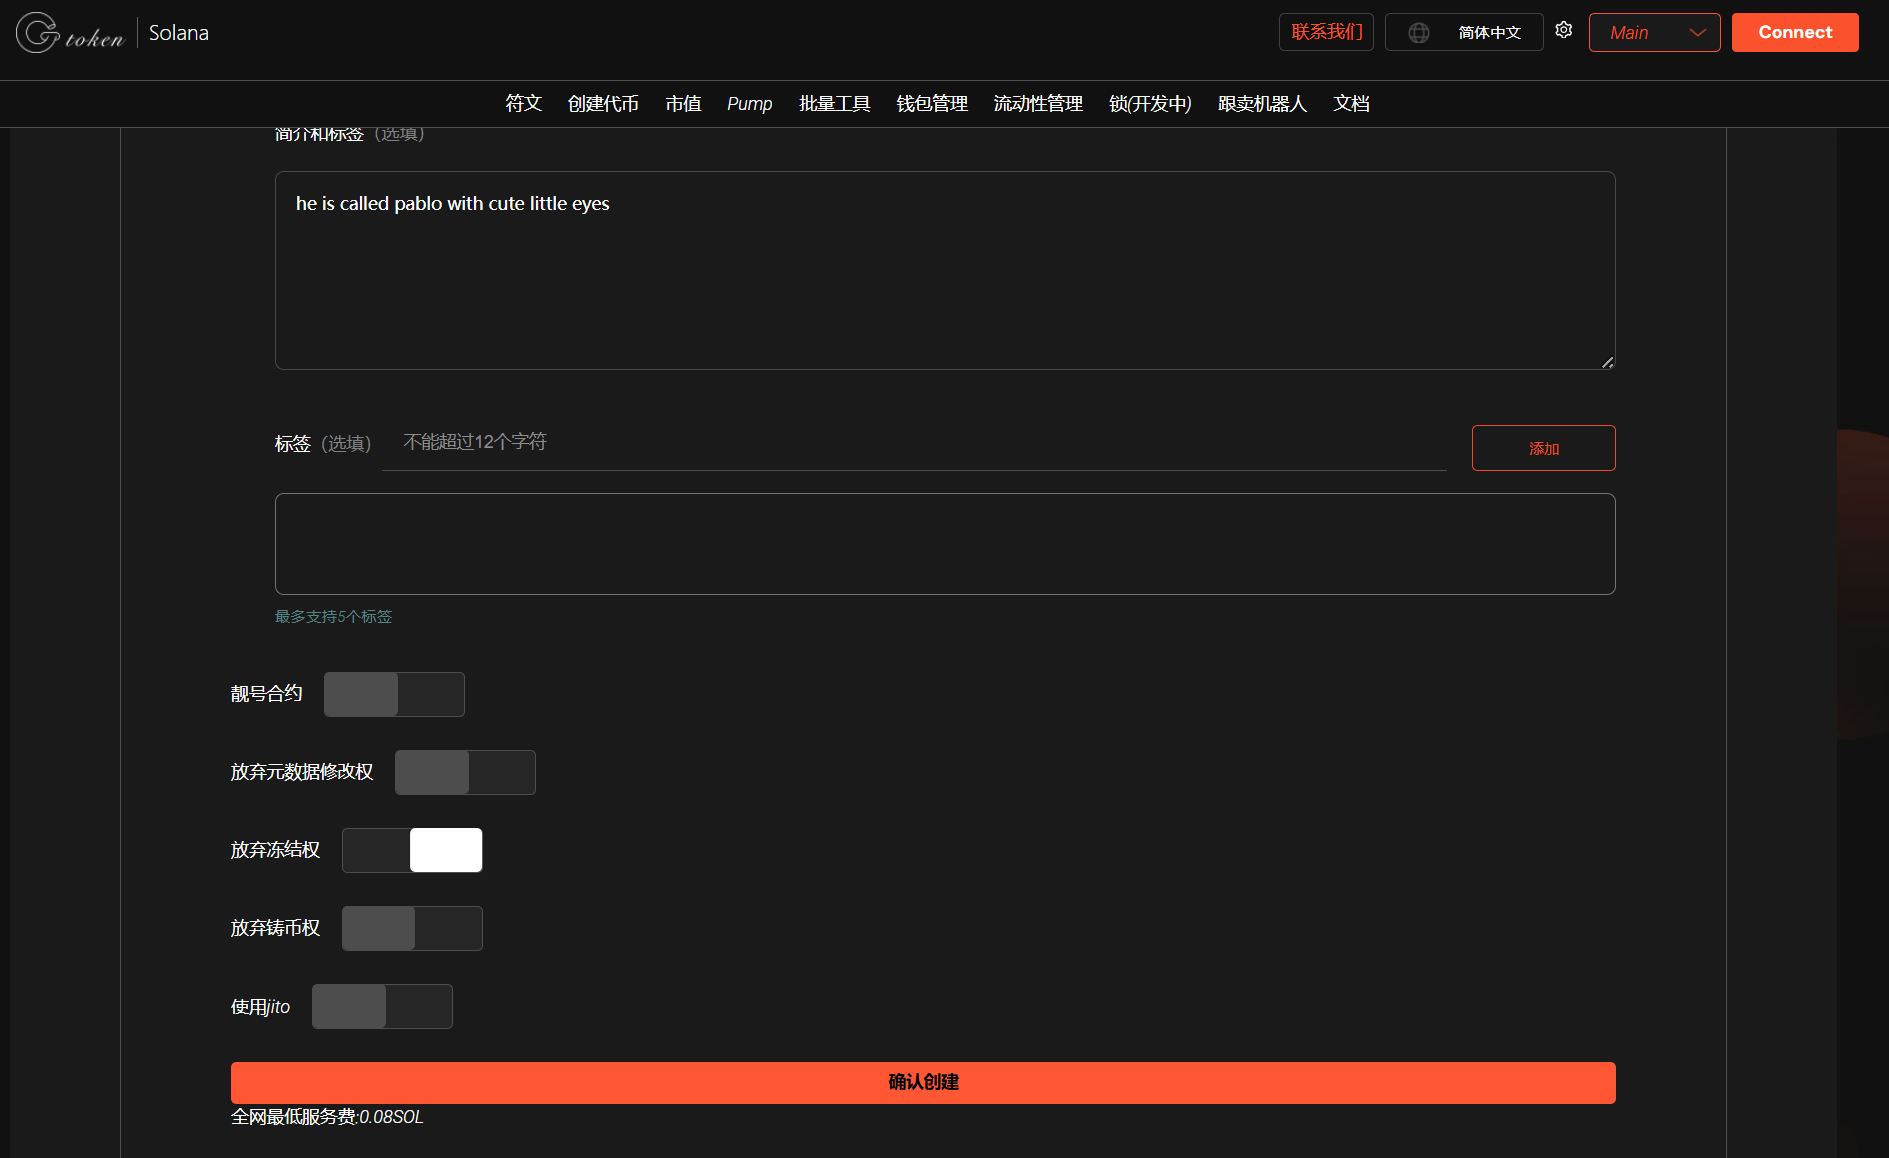 G token Solana
联系我们 简体中文 Main Connect
符文 创建代币 市值 Pump 批量工具 钱包管理 流动性管理 锁(开发中) 跟卖机器人 文档
简介和标签 (选填)
he is called pablo with cute little eyes
标签 (选填) 不能超过12个字符 添加
最多支持5个标签
靓号合约
放弃元数据修改权
放弃冻结权
放弃铸币权
使用jito
确认创建
全网最低服务费:0.08SOL